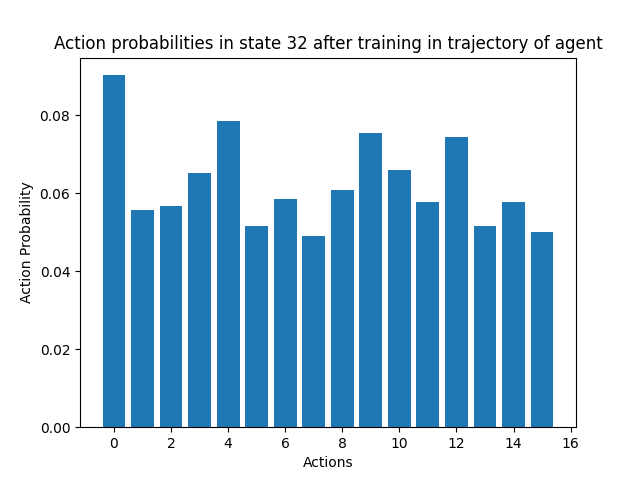 Action probabilities in state 32 after training in trajectory of agent
0.08
0.06
0.04
0.02
0.00
Action Probability
0 2 4 6 8 10 12 14 16
Actions